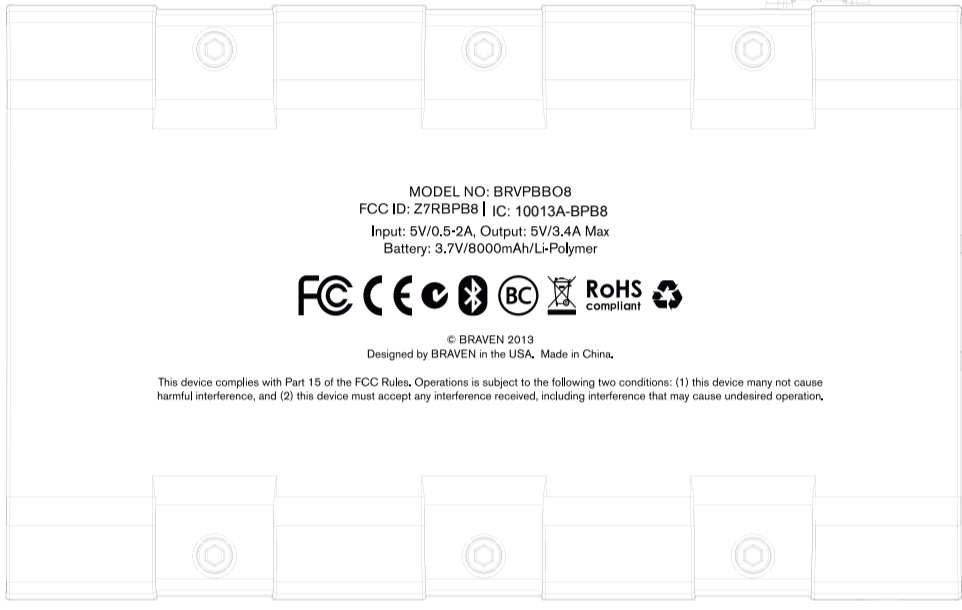 MODEL NO: BRVPBBO8
FCC ID: Z7RBPB8 | IC: 10013A-BPB8
Input: 5V/0.5-2A, Output: 5V/3.4A Max
Battery: 3.7V/8000mAh/Li-Polymer
FC CE BC RoHS
compliant
© BRAVEN 2013
Designed by BRAVEN in the USA. Made in China.
This device complies with Part 15 of the FCC Rules. Operations is subject to the following two conditions: (1) this device many not cause
harmful interference, and (2) this device must accept any interference received, including interference that may cause undesired operation.